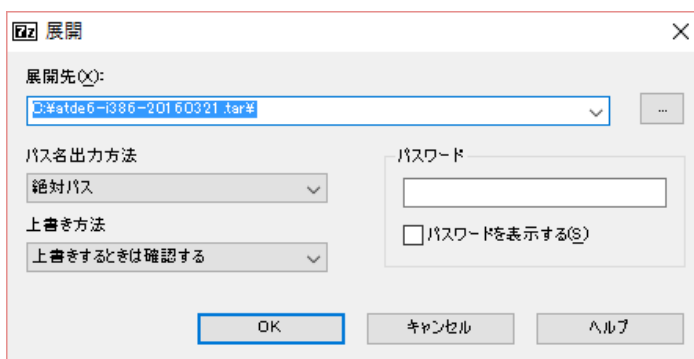 7z 展開
展開先(X):
C:¥atde6-i386-20160321.tar¥
...
パス名出力方法
絶対パス
上書き方法
上書きするときは確認する
パスワード
パスワードを表示する(S)
OK
キャンセル
ヘルプ